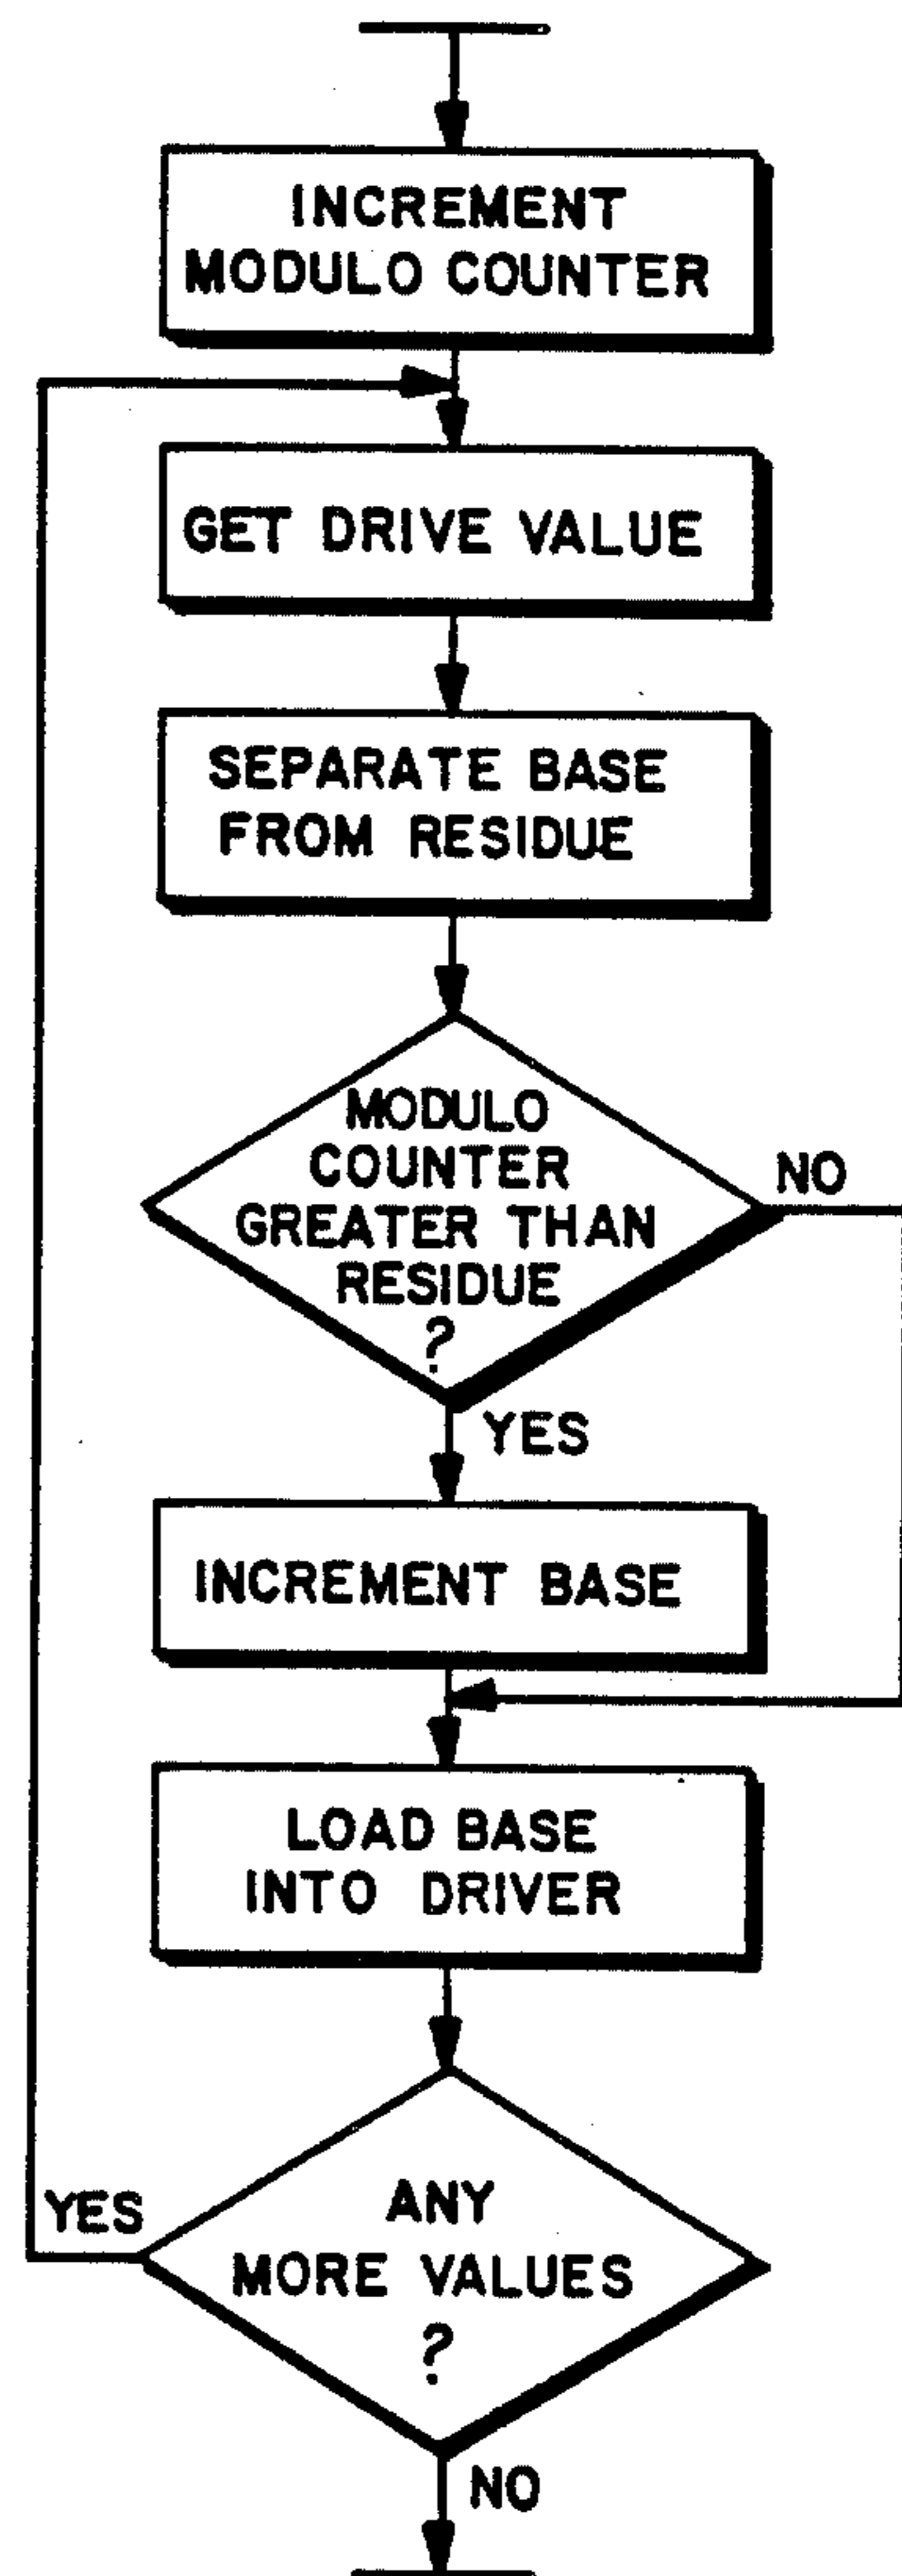 INCREMENT
MODULO COUNTER
GET DRIVE VALUE
SEPARATE BASE
FROM RESIDUE
MODULO
COUNTER
GREATER THAN
RESIDUE
?
NO
YES
INCREMENT BASE
LOAD BASE
INTO DRIVER
ANY
MORE VALUES
?
YES
NO